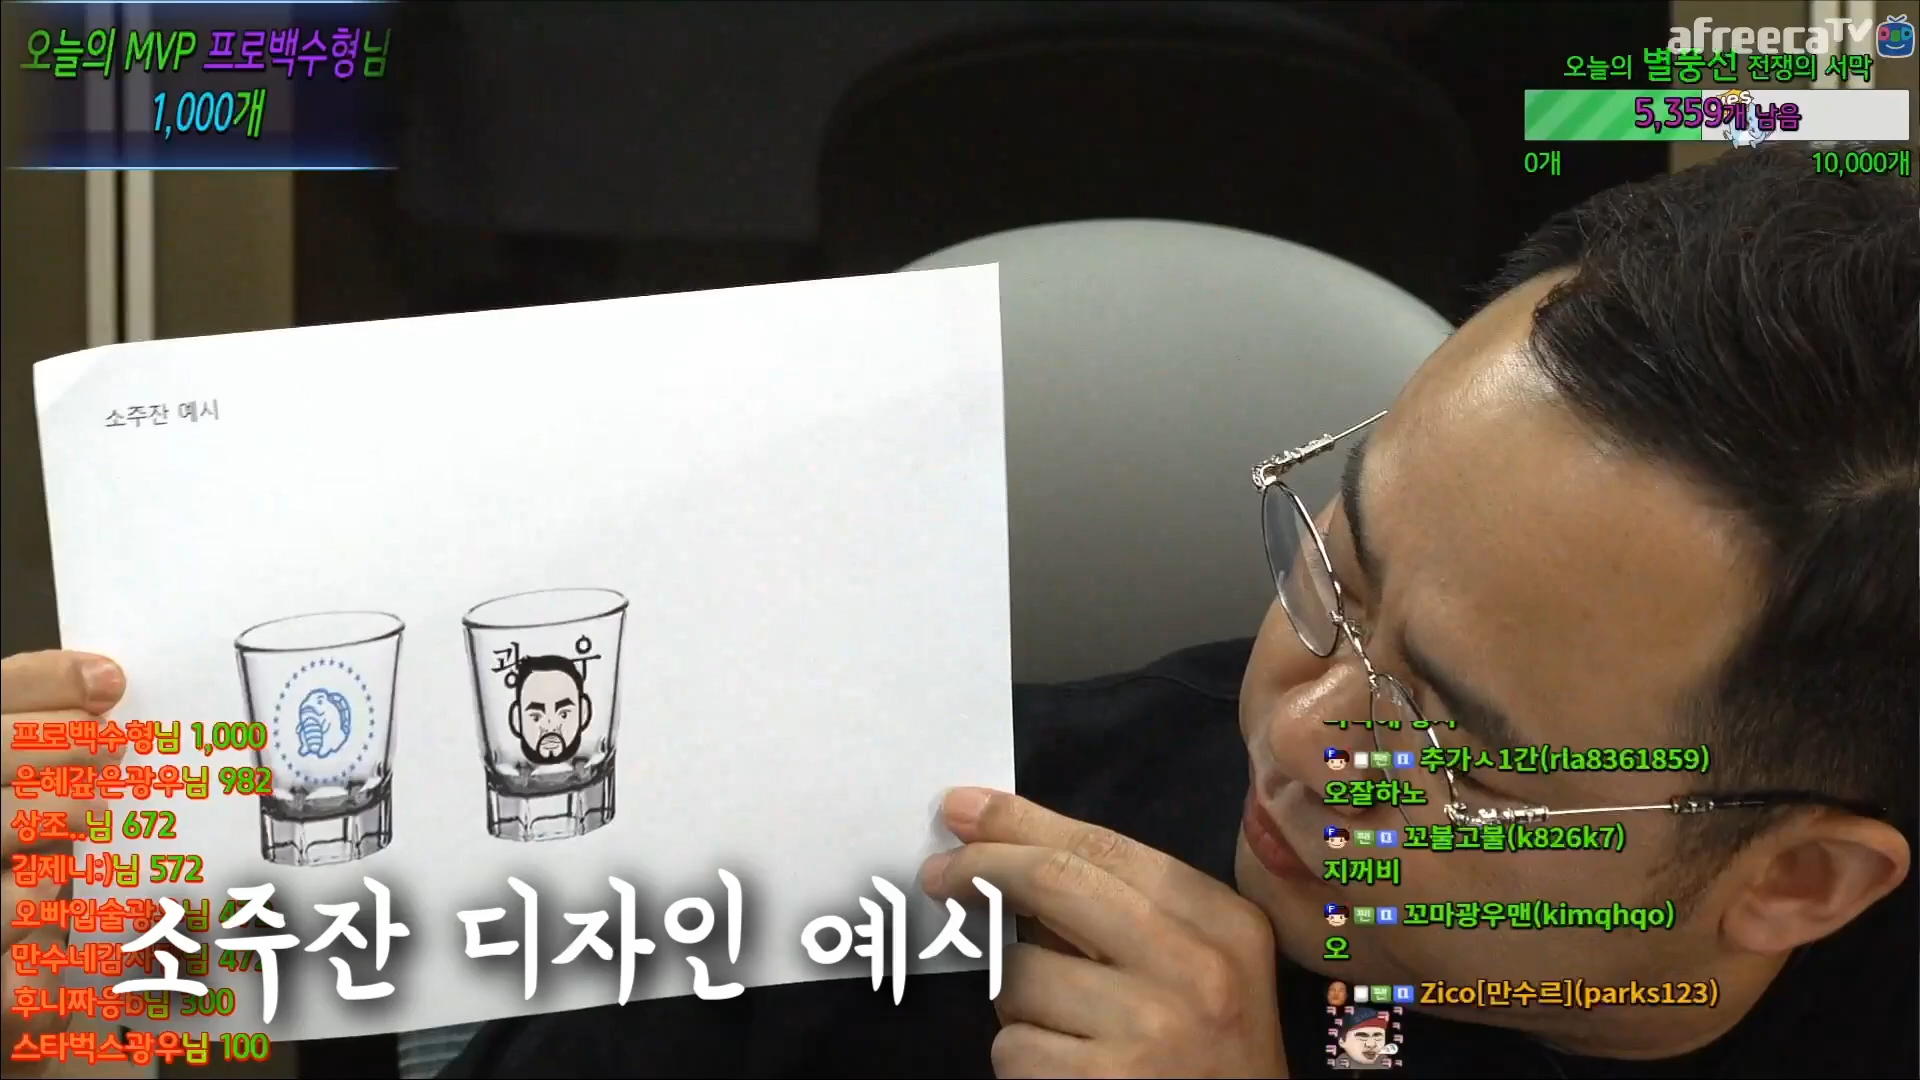 오늘의 MVP 프로백수형님
1,000개
afreecaTV
오늘의 별풍선 전쟁의 서막
5,359개 남음
0개
10,000개
소주잔 예시
광 우
프로백수형님 1,000
은혜갚은광우님 982
상조..님 672
김제니:)님 572
만수네김
후니짜응b님 300
스타벅스광우님 100
소주잔 디자인 예시
추가ㅅ1간(rla8361859)
오잘하노
꼬불고불(k826k7)
지꺼비
꼬마광우맨(kimqhqo)
오
Zico[만수르](parks123)